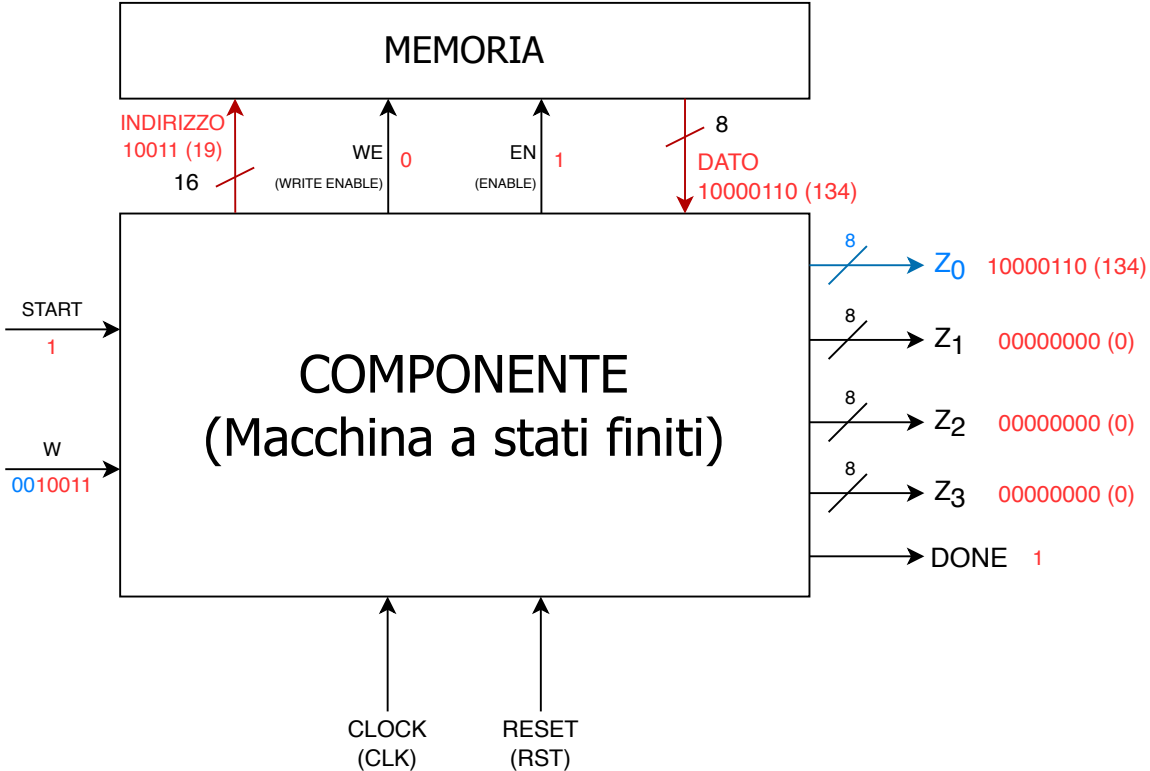 MEMORIA
INDIRIZZO
10011 (19)
16
WE
(WRITE ENABLE)
0
EN
(ENABLE)
1
8
DATO
10000110 (134)
START
1
W
0010011
COMPONENTE
(Macchina a stati finiti)
8
Z0 10000110 (134)
8
Z1 00000000 (0)
8
Z2 00000000 (0)
8
Z3 00000000 (0)
DONE 1
CLOCK
(CLK)
RESET
(RST)